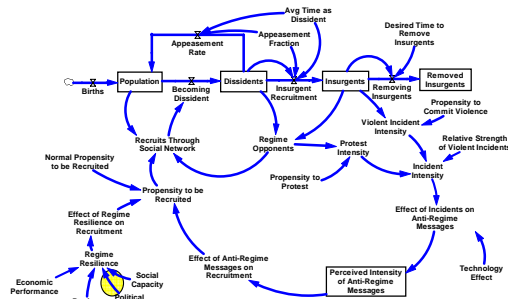 Avg Time as
Dissident
Appeasement
Rate
Appeasement
Fraction
Desired Time to
Remove
Insurgents
Births
Population
Becoming
Dissident
Dissidents
Insurgent
Recruitment
Insurgents
Removing
Insurgents
Removed
Insurgents
Propensity to
Commit Violence
Violent Incident
Intensity
Recruits Through
Social Network
Regime
Opponents
Protest
Intensity
Relative Strength
of Violent Incidents
Normal Propensity
to be Recruited
Propensity to
Protest
Incident
Intensity
Propensity to be
Recruited
Effect of Regime
Resilience on
Recruitment
Effect of Incidents on
Anti-Regime
Messages
Regime
Resilience
Effect of Anti-Regime
Messages on
Recruitment
Technology
Effect
Economic
Performance
Social
Capacity
Perceived Intensity
of Anti-Regime
Messages
Political